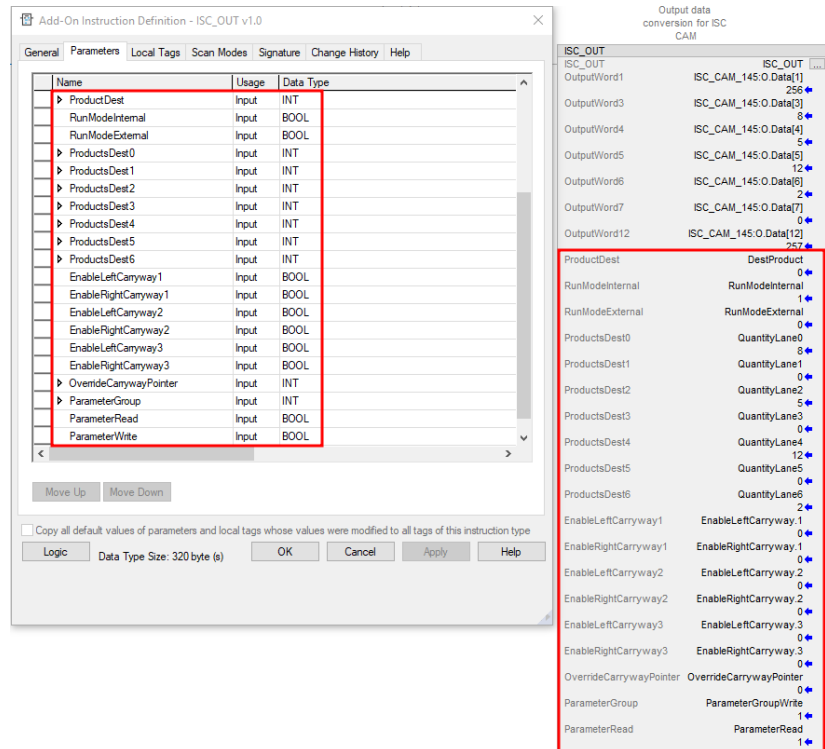 Add-On Instruction Definition - ISC_OUT v1.0
General Parameters Local Tags Scan Modes Signature Change History Help
Name Usage Data Type
ProductDest Input INT
RunModeInternal Input BOOL
RunModeExternal Input BOOL
ProductsDest0 Input INT
ProductsDest1 Input INT
ProductsDest2 Input INT
ProductsDest3 Input INT
ProductsDest4 Input INT
ProductsDest5 Input INT
ProductsDest6 Input INT
EnableLeftCarryway1 Input BOOL
EnableRightCarryway1 Input BOOL
EnableLeftCarryway2 Input BOOL
EnableRightCarryway2 Input BOOL
EnableLeftCarryway3 Input BOOL
EnableRightCarryway3 Input BOOL
OverrideCarrywayPointer Input INT
ParameterGroup Input INT
ParameterRead Input BOOL
ParameterWrite Input BOOL
Move Up Move Down
Copy all default values of parameters and local tags whose values were modified to all tags of this instruction type
Logic Data Type Size: 320 byte (s) OK Cancel Apply Help
Output data
conversion for ISC
CAM
ISC_OUT
ISC_OUT ISC_OUT ...
OutputWord1 ISC_CAM_145:O.Data[1]
256
OutputWord3 ISC_CAM_145:O.Data[3]
8
OutputWord4 ISC_CAM_145:O.Data[4]
5
OutputWord5 ISC_CAM_145:O.Data[5]
12
OutputWord6 ISC_CAM_145:O.Data[6]
2
OutputWord7 ISC_CAM_145:O.Data[7]
0
OutputWord12 ISC_CAM_145:O.Data[12]
257
ProductDest DestProduct
0
RunModeInternal RunModeInternal
1
RunModeExternal RunModeExternal
0
ProductsDest0 QuantityLane0
8
ProductsDest1 QuantityLane1
0
ProductsDest2 QuantityLane2
5
ProductsDest3 QuantityLane3
0
ProductsDest4 QuantityLane4
12
ProductsDest5 QuantityLane5
0
ProductsDest6 QuantityLane6
2
EnableLeftCarryway1 EnableLeftCarryway.1
0
EnableRightCarryway1 EnableRightCarryway.1
0
EnableLeftCarryway2 EnableLeftCarryway.2
0
EnableRightCarryway2 EnableRightCarryway.2
0
EnableLeftCarryway3 EnableLeftCarryway.3
0
EnableRightCarryway3 EnableRightCarryway.3
0
OverrideCarrywayPointer OverrideCarrywayPointer
0
ParameterGroup ParameterGroupWrite
1
ParameterRead ParameterRead
1